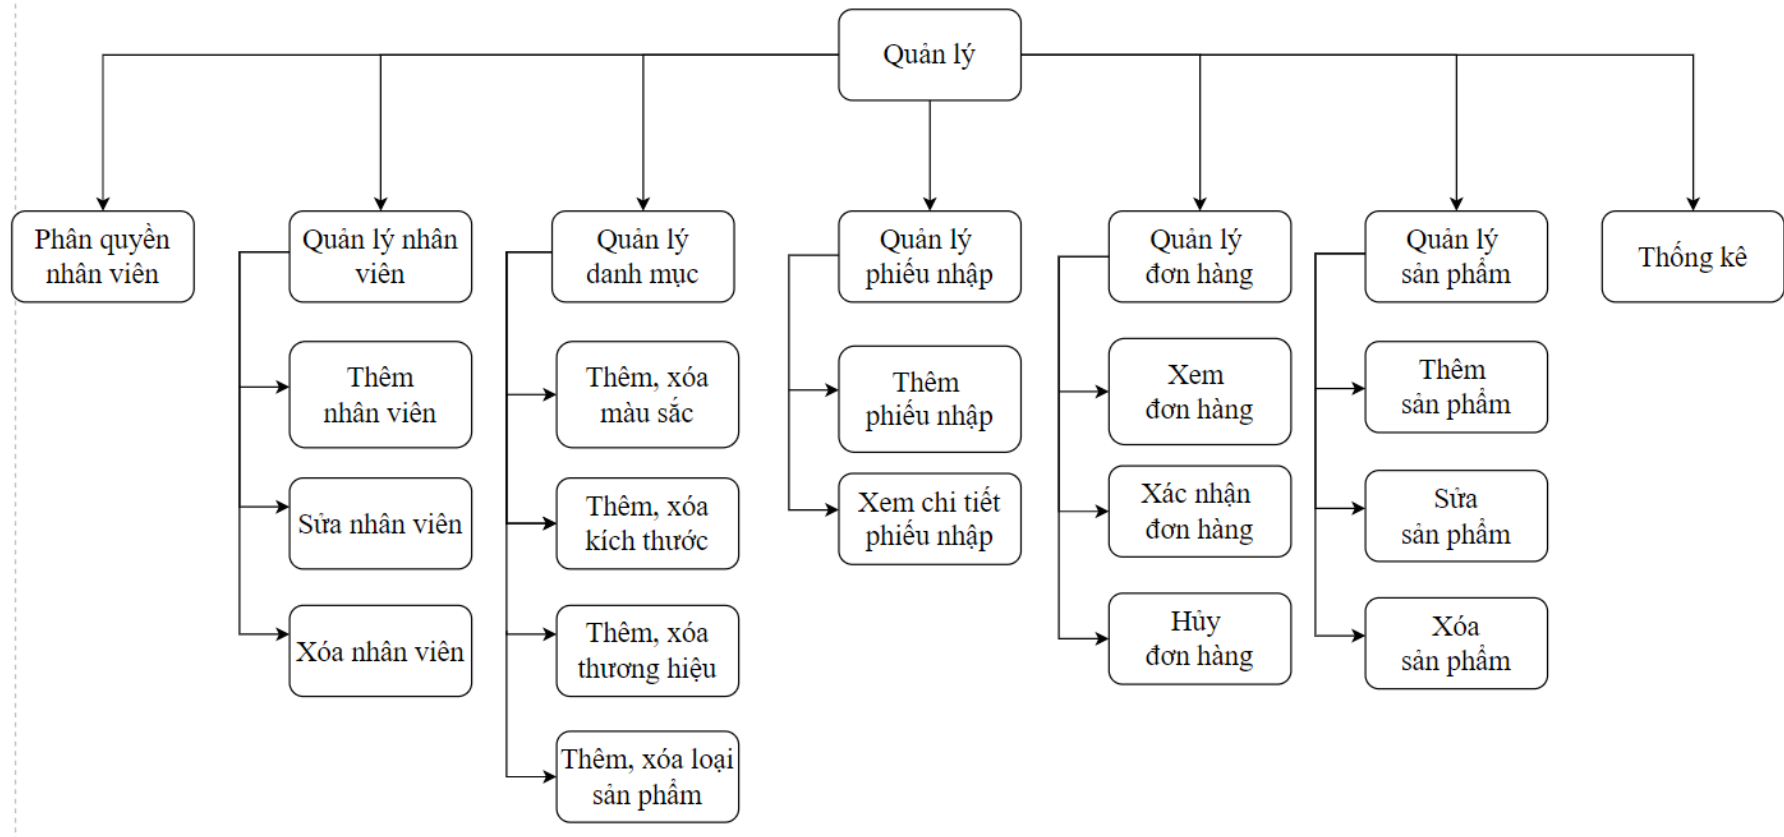 Quản lý
Phân quyền
nhân viên
Quản lý nhân
viên
Quản lý
danh mục
Quản lý
phiếu nhập
Quản lý
đơn hàng
Quản lý
sản phẩm
Thống kê
Thêm
nhân viên
Sửa nhân viên
Xóa nhân viên
Thêm, xóa
màu sắc
Thêm, xóa
kích thước
Thêm, xóa
thương hiệu
Thêm, xóa loại
sản phẩm
Thêm
phiếu nhập
Xem chi tiết
phiếu nhập
Xem
đơn hàng
Xác nhận
đơn hàng
Hủy
đơn hàng
Thêm
sản phẩm
Sửa
sản phẩm
Xóa
sản phẩm